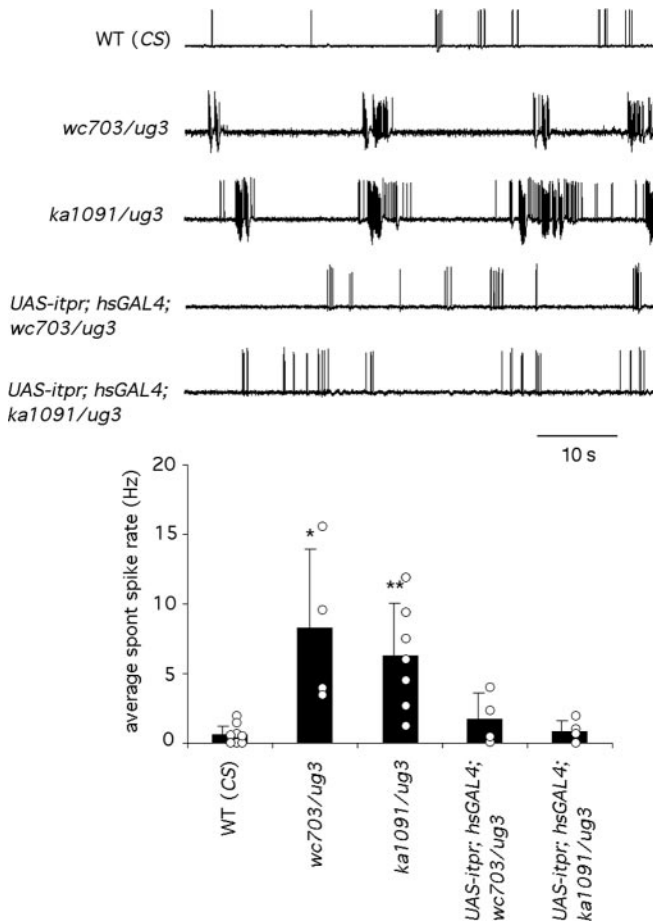 WT (CS)
wc703/ug3
ka1091/ug3
UAS-itpr; hsGAL4;
wc703/ug3
UAS-itpr; hsGAL4;
ka1091/ug3
10 s
average spont spike rate (Hz)
20
15
10
5
0
*
**
WT (CS)
wc703/ug3
ka1091/ug3
UAS-itpr; hsGAL4;
wc703/ug3
UAS-itpr; hsGAL4;
ka1091/ug3